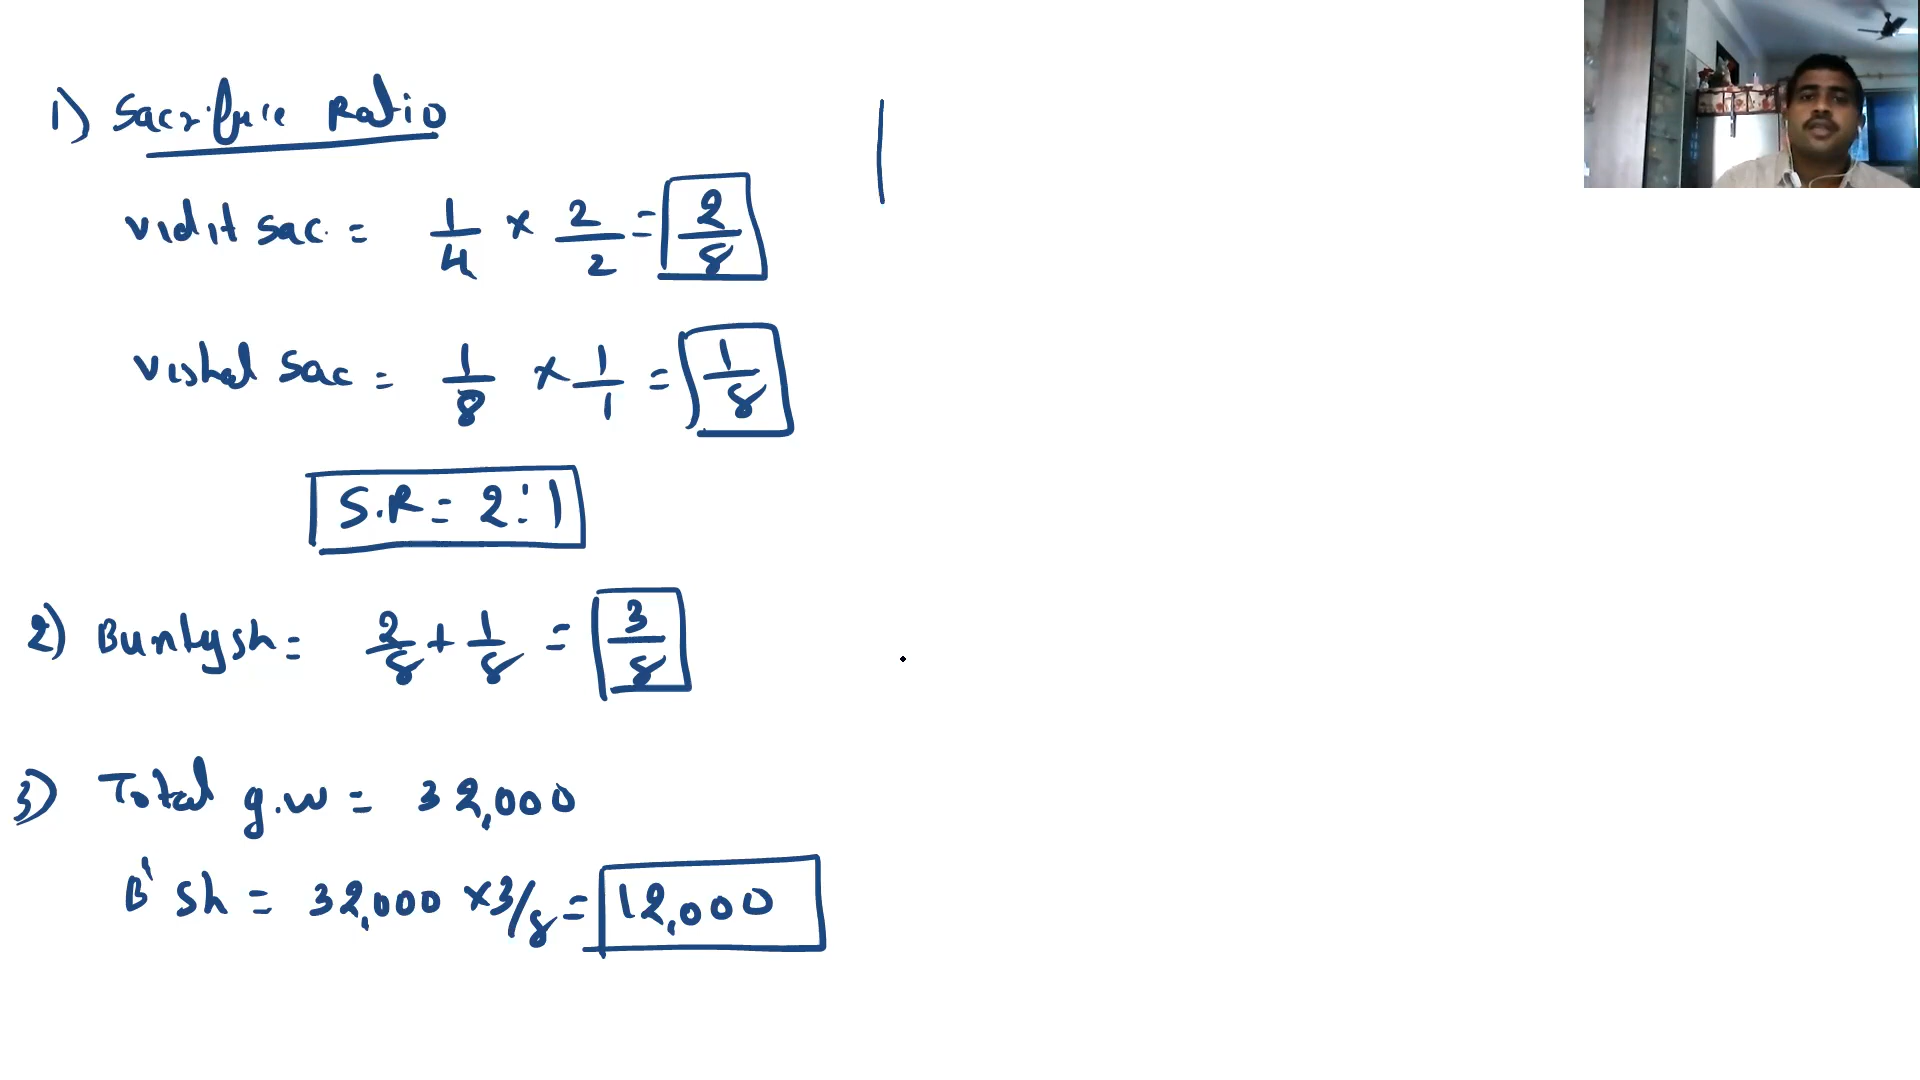 1) Sacrifice Ratio
Vidit Sac. = 1/4 × 2/2 = 2/8
Vishal Sac = 1/8 × 1/1 = 1/8
S.R = 2:1
2) Bunty sh = 2/8 + 1/8 = 3/8
3) Total g.w = 32,000
B' sh = 32,000 × 3/8 = 12,000